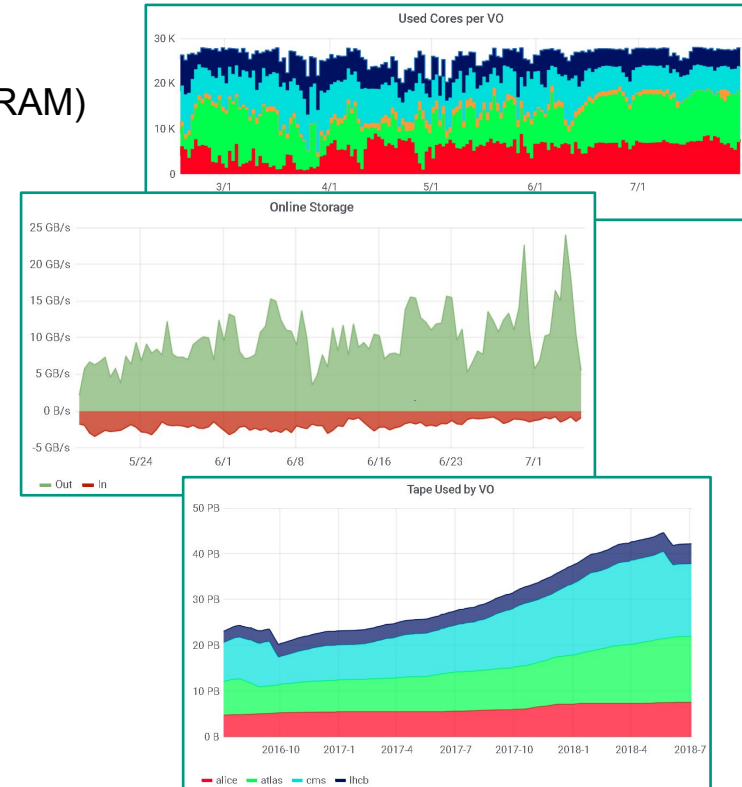 RAM)
Used Cores per VO
30 K
20 K
10 K
0
3/1 4/1 5/1 6/1 7/1
Online Storage
25 GB/s
20 GB/s
15 GB/s
10 GB/s
5 GB/s
0 B/s
-5 GB/s
5/24 6/1 6/8 6/16 6/23 7/1
Out In
Tape Used by VO
50 PB
40 PB
30 PB
20 PB
10 PB
0 B
2016-10 2017-1 2017-4 2017-7 2017-10 2018-1 2018-4 2018-7
alice atlas cms lhcb